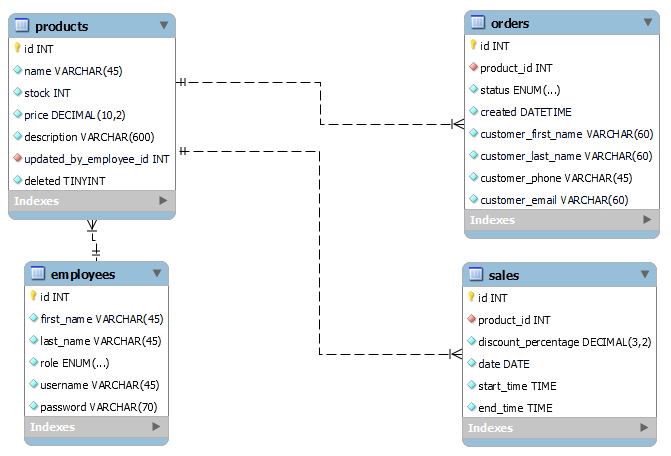 products
id INT
name VARCHAR(45)
stock INT
price DECIMAL(10,2)
description VARCHAR(600)
updated_by_employee_id INT
deleted TINYINT
Indexes
employees
id INT
first_name VARCHAR(45)
last_name VARCHAR(45)
role ENUM(...)
username VARCHAR(45)
password VARCHAR(70)
Indexes
orders
id INT
product_id INT
status ENUM(...)
created DATETIME
customer_first_name VARCHAR(60)
customer_last_name VARCHAR(60)
customer_phone VARCHAR(45)
customer_email VARCHAR(60)
Indexes
sales
id INT
product_id INT
discount_percentage DECIMAL(3,2)
date DATE
start_time TIME
end_time TIME
Indexes